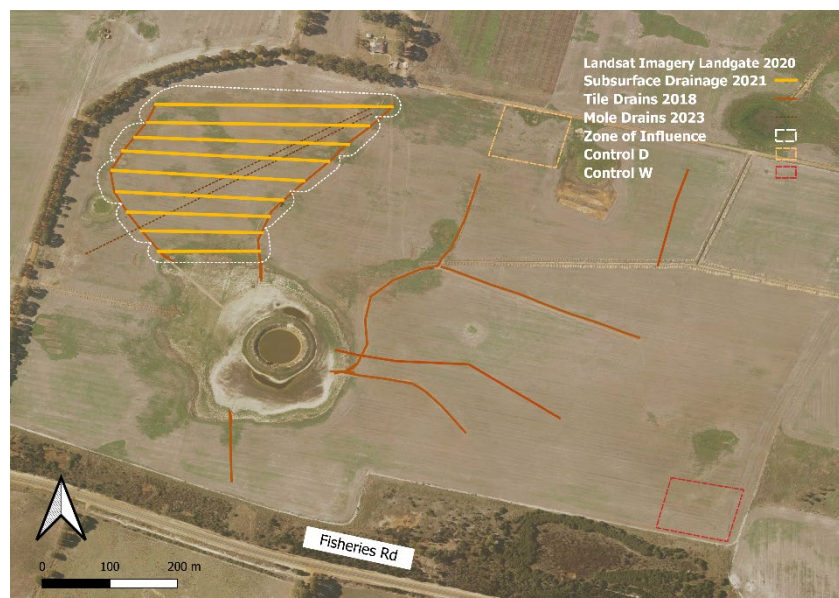 Landsat Imagery Landgate 2020
Subsurface Drainage 2021
Tile Drains 2018
Mole Drains 2023
Zone of Influence
Control D
Control W
Fisheries Rd
0 100 200 m